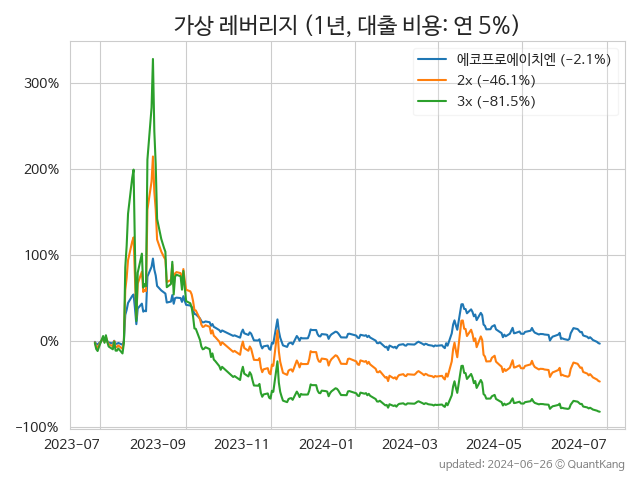 가상 레버리지 (1년, 대출 비용: 연 5%)
에코프로에이치엔 (−2.1%)
2x (−46.1%)
3x (−81.5%)
300%
200%
100%
0%
−100%
2023-07 2023-09 2023-11 2024-01 2024-03 2024-05 2024-07
updated: 2024-06-26 © QuantKang